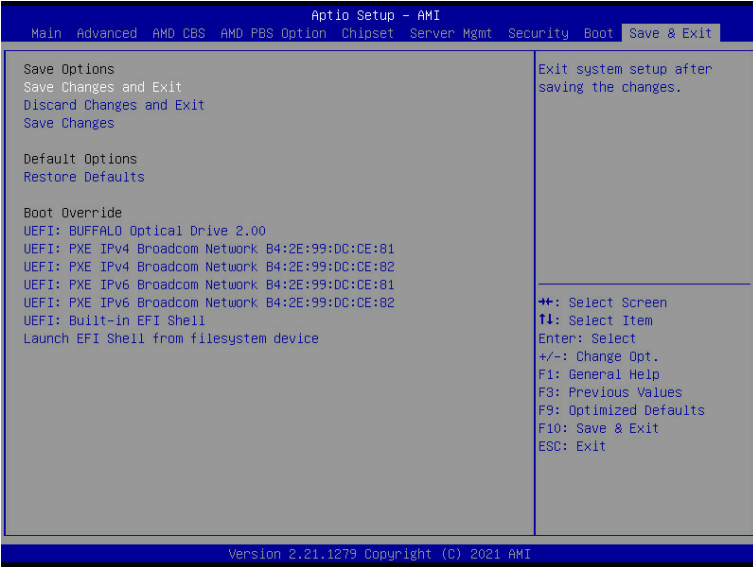 Aptio Setup - AMI
Main Advanced AMD CBS AMD PBS Option Chipset Server Mgmt Security Boot Save & Exit
Save Options
Save Changes and Exit
Discard Changes and Exit
Save Changes
Default Options
Restore Defaults
Boot Override
UEFI: BUFFALO Optical Drive 2.00
UEFI: PXE IPv4 Broadcom Network B4:2E:99:DC:CE:81
UEFI: PXE IPv4 Broadcom Network B4:2E:99:DC:CE:82
UEFI: PXE IPv6 Broadcom Network B4:2E:99:DC:CE:81
UEFI: PXE IPv6 Broadcom Network B4:2E:99:DC:CE:82
UEFI: Built-in EFI Shell
Launch EFI Shell from filesystem device
Exit system setup after
saving the changes.
→←: Select Screen
↑↓: Select Item
Enter: Select
+/-: Change Opt.
F1: General Help
F3: Previous Values
F9: Optimized Defaults
F10: Save & Exit
ESC: Exit
Version 2.21.1279 Copyright (C) 2021 AMI